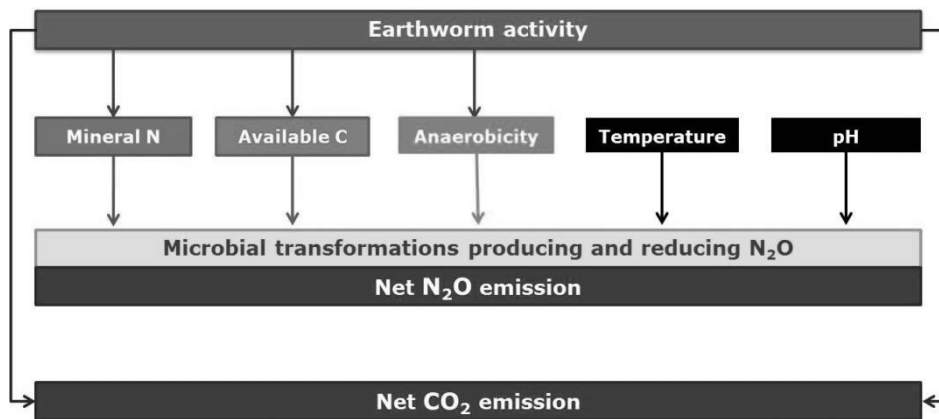 Earthworm activity
Mineral N
Available C
Anaerobicity
Temperature
pH
Microbial transformations producing and reducing N₂O
Net N₂O emission
Net CO₂ emission